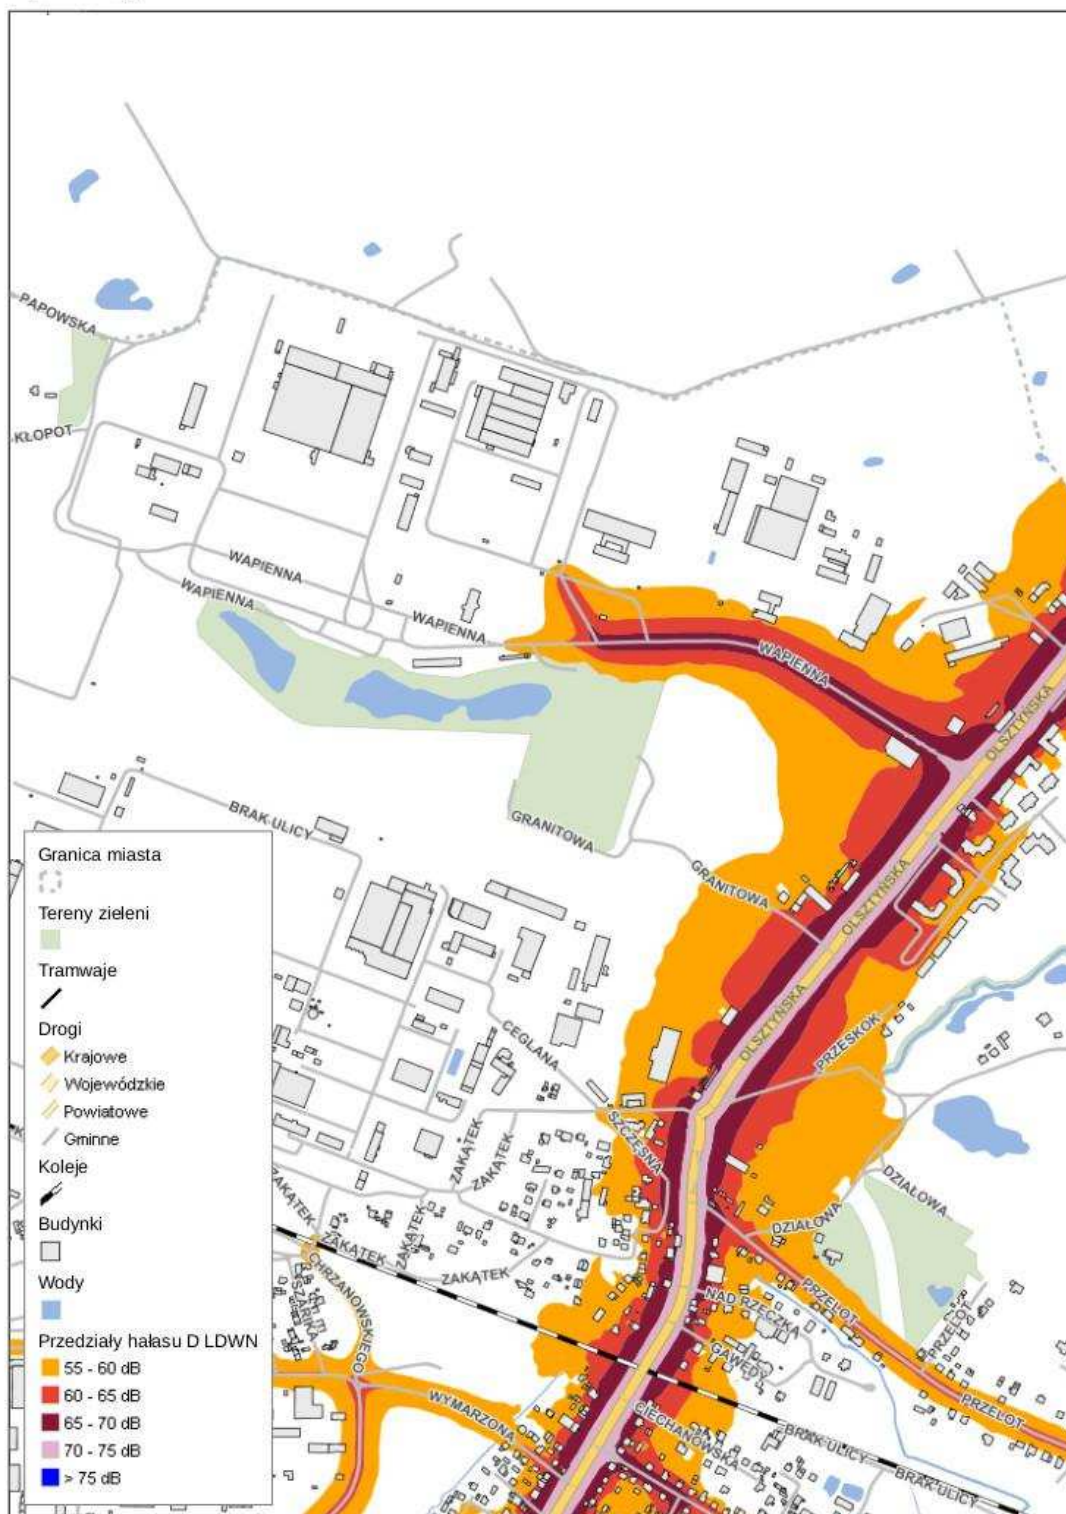 PAPOWSKA
KŁOPOT
WAPIENNA
WAPIENNA
WAPIENNA
WAPIENNA
OLSZTYŃSKA
BRAK ULICY
GRANITOWA
GRANITOWA
OLSZTYŃSKA
OLSZTYŃSKA
CEGLANA
PRZESKOK
SZCZĘSNA
ZAKĄTEK
ZAKĄTEK
ZAKĄTEK
ZAKĄTEK
ZAKĄTEK
ZAKĄTEK
DZIAŁOWA
DZIAŁOWA
CHRZANOWSKIEGO
PRZELOT
PRZELOT
PRZELOT
NAD RZECZKĄ
GAWĘDY
WYMARZONA
CIECHANOWSKA
BRAK ULICY
BRAK ULICY
Granica miasta
Tereny zieleni
Tramwaje
Drogi
Krajowe
Wojewódzkie
Powiatowe
Gminne
Koleje
Budynki
Wody
Przedziały hałasu D LDWN
55 - 60 dB
60 - 65 dB
65 - 70 dB
70 - 75 dB
> 75 dB